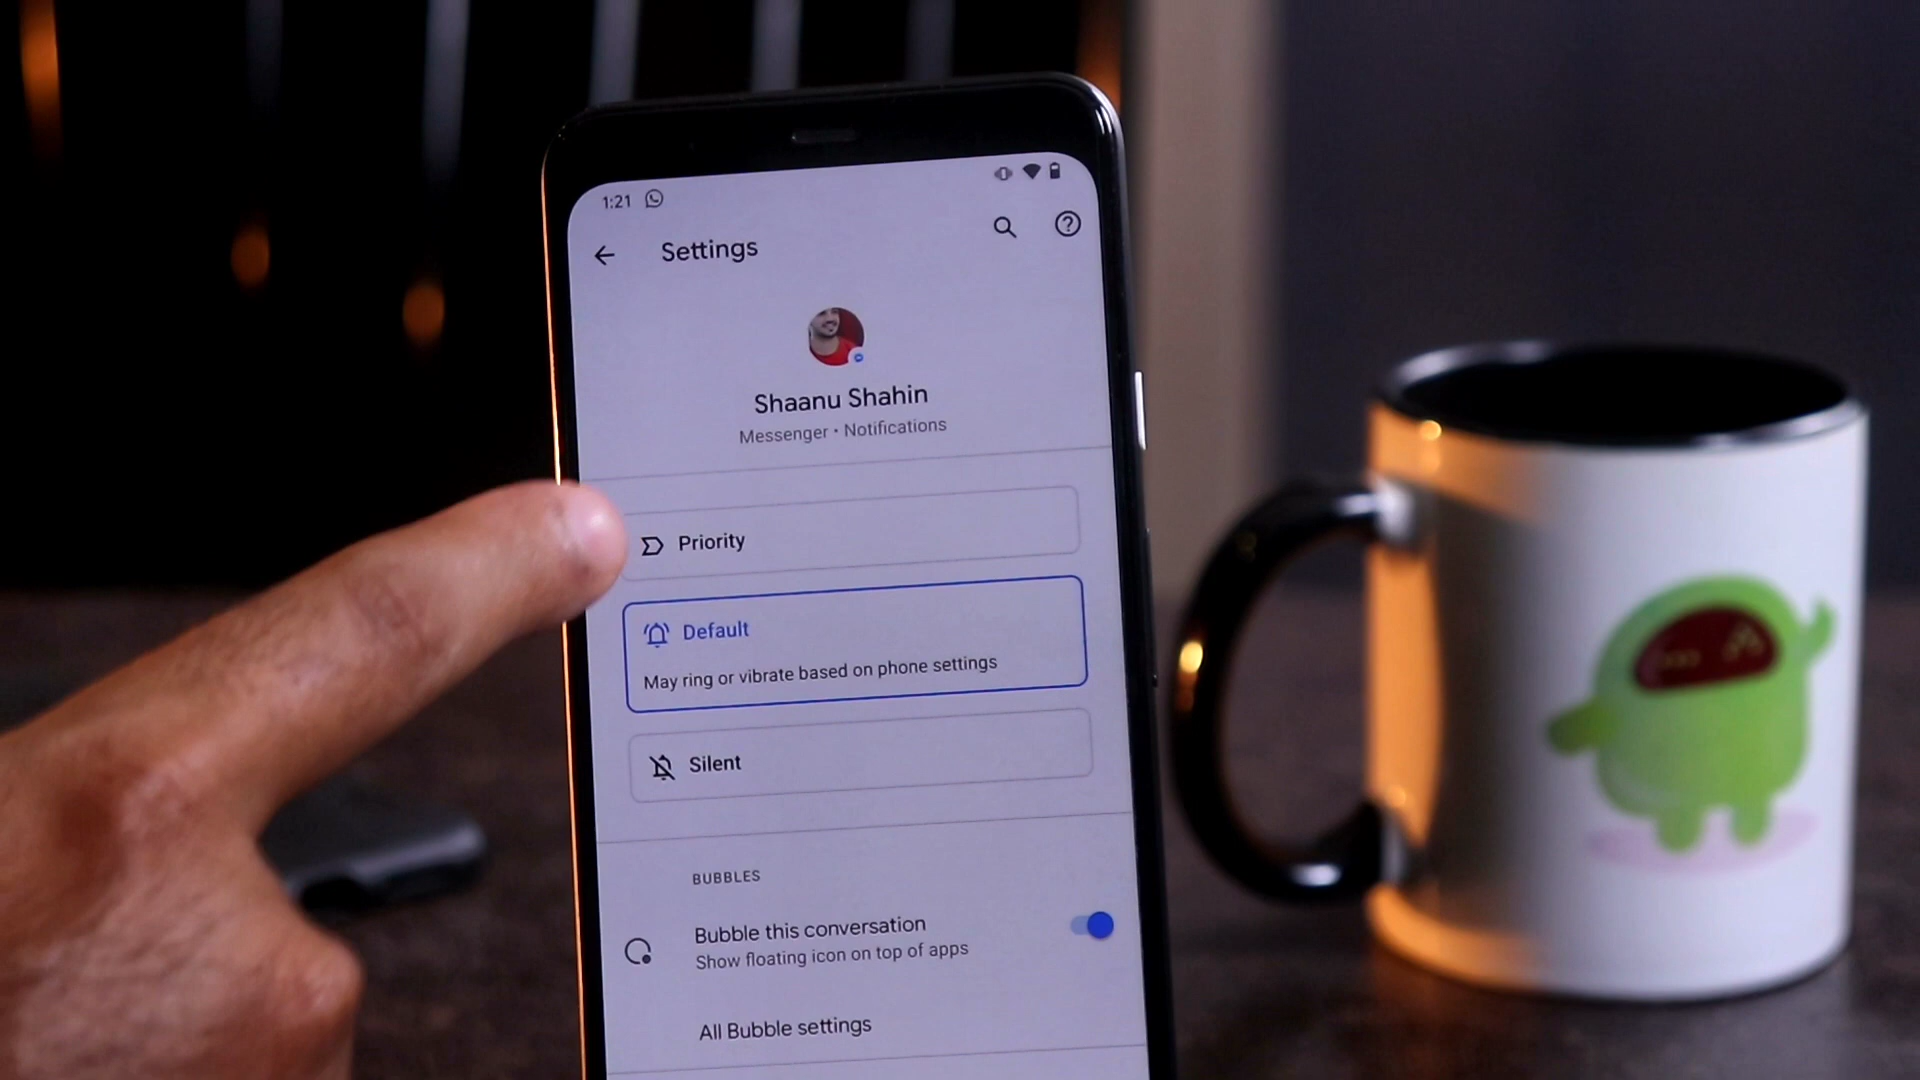 1:21
Settings
Shaanu Shahin
Messenger • Notifications
Priority
Default
May ring or vibrate based on phone settings
Silent
BUBBLES
Bubble this conversation
Show floating icon on top of apps
All Bubble settings